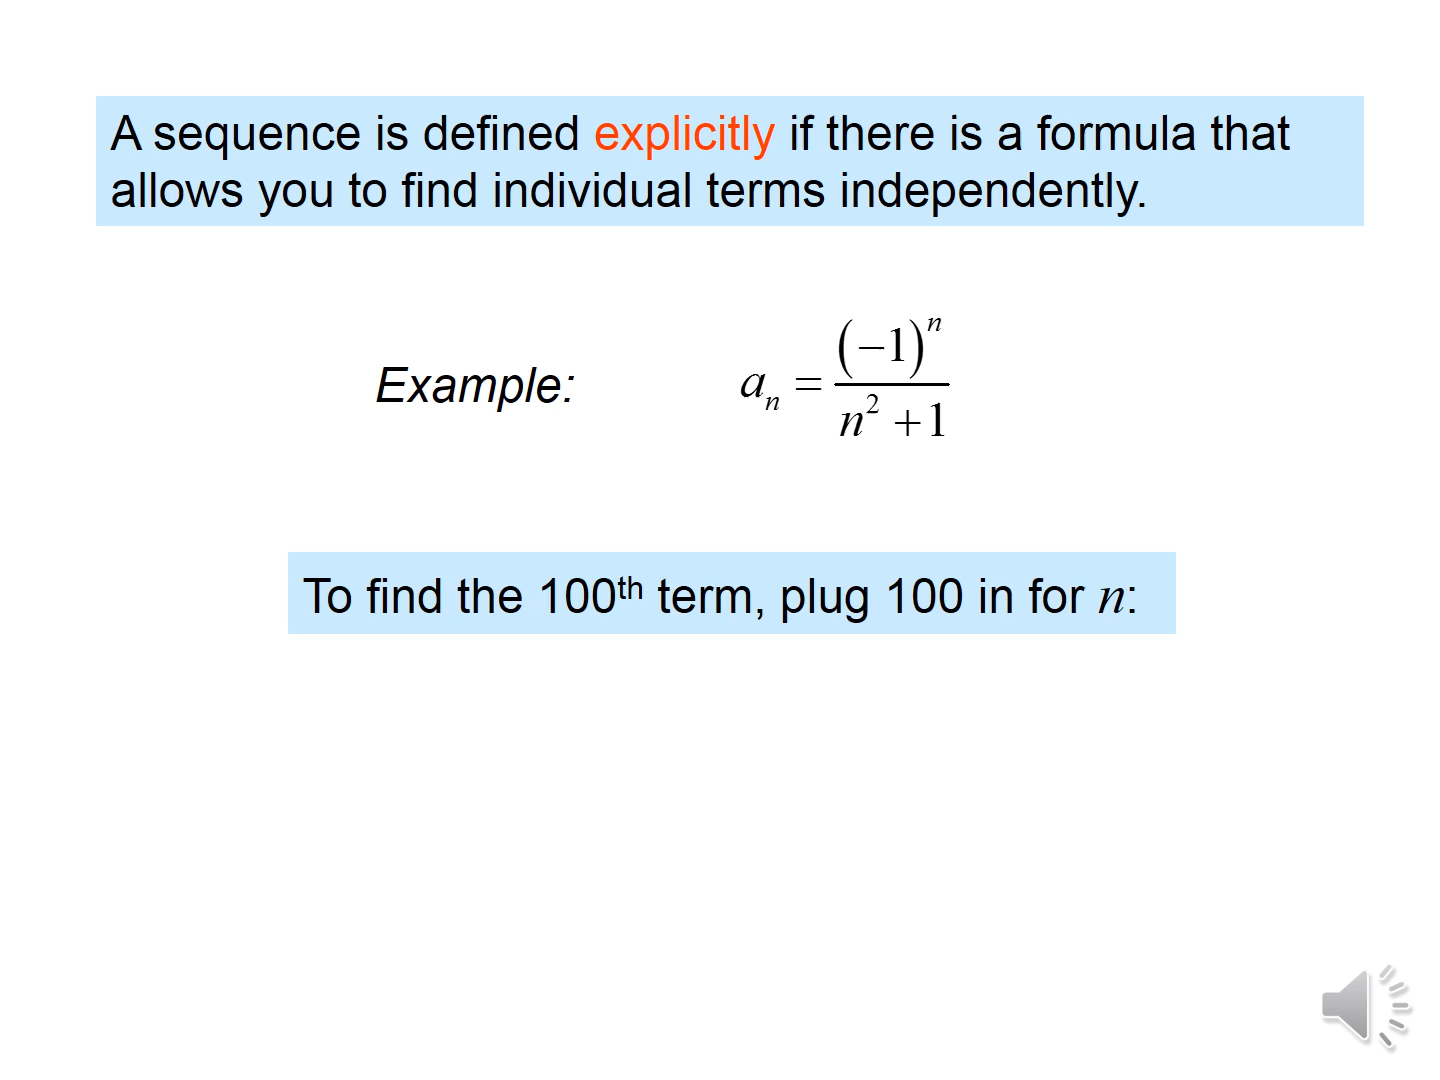 A sequence is defined explicitly if there is a formula that
allows you to find individual terms independently.
Example: aₙ = (−1)ⁿ / (n² + 1)
To find the 100ᵗʰ term, plug 100 in for n: